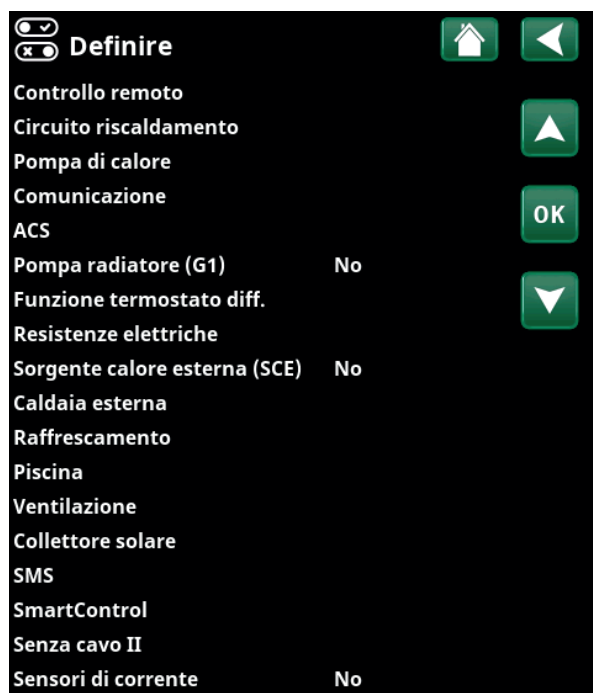 Definire
Controllo remoto
Circuito riscaldamento
Pompa di calore
Comunicazione
OK
ACS
Pompa radiatore (G1) No
Funzione termostato diff.
Resistenze elettriche
Sorgente calore esterna (SCE) No
Caldaia esterna
Raffrescamento
Piscina
Ventilazione
Collettore solare
SMS
SmartControl
Senza cavo II
Sensori di corrente No